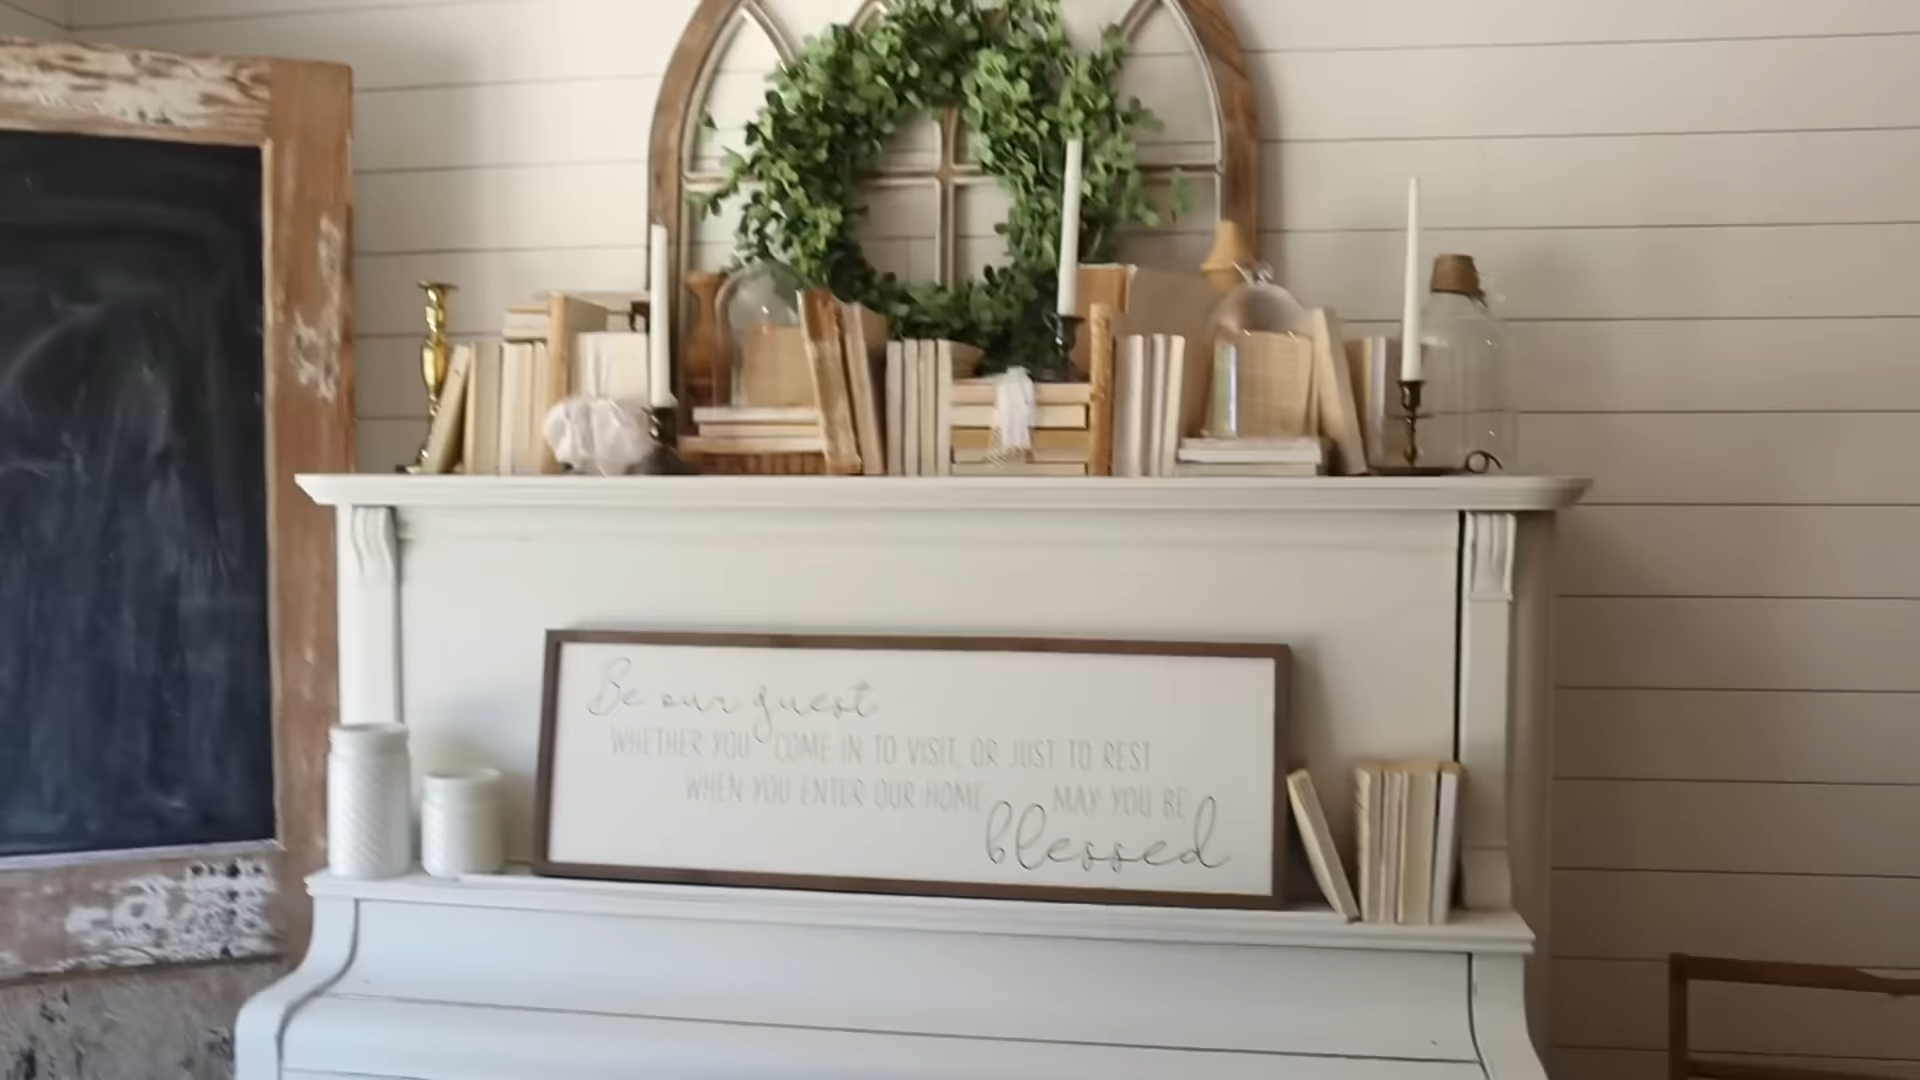 Be our guest
WHETHER YOU COME IN TO VISIT, OR JUST TO REST
WHEN YOU ENTER OUR HOME MAY YOU BE
blessed